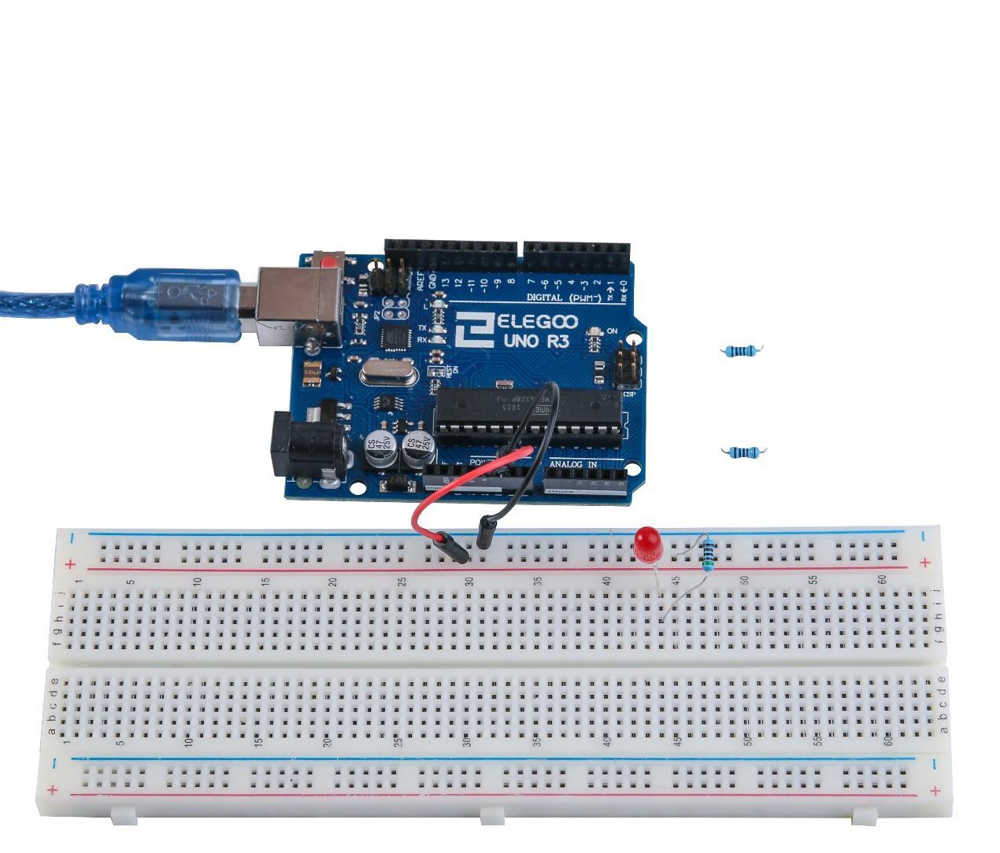 AREF
GND
13
12
~11
~10
~9
8
7
~6
~5
4
~3
2
TX→1
RX←0
DIGITAL (PWM~)
L
TX
RX
JP2
ELEGOO
UNO R3
ON
CS
47
25V
CS
47
25V
1615
POW
ANALOG IN
- -
+ +
1 5 10 15 20 25 30 35 40 45 50 55 60
j j
i i
h h
g g
f f
e e
d d
c c
b b
a a
1 5 10 15 20 25 30 35 40 45 50 55 60
- -
+ +